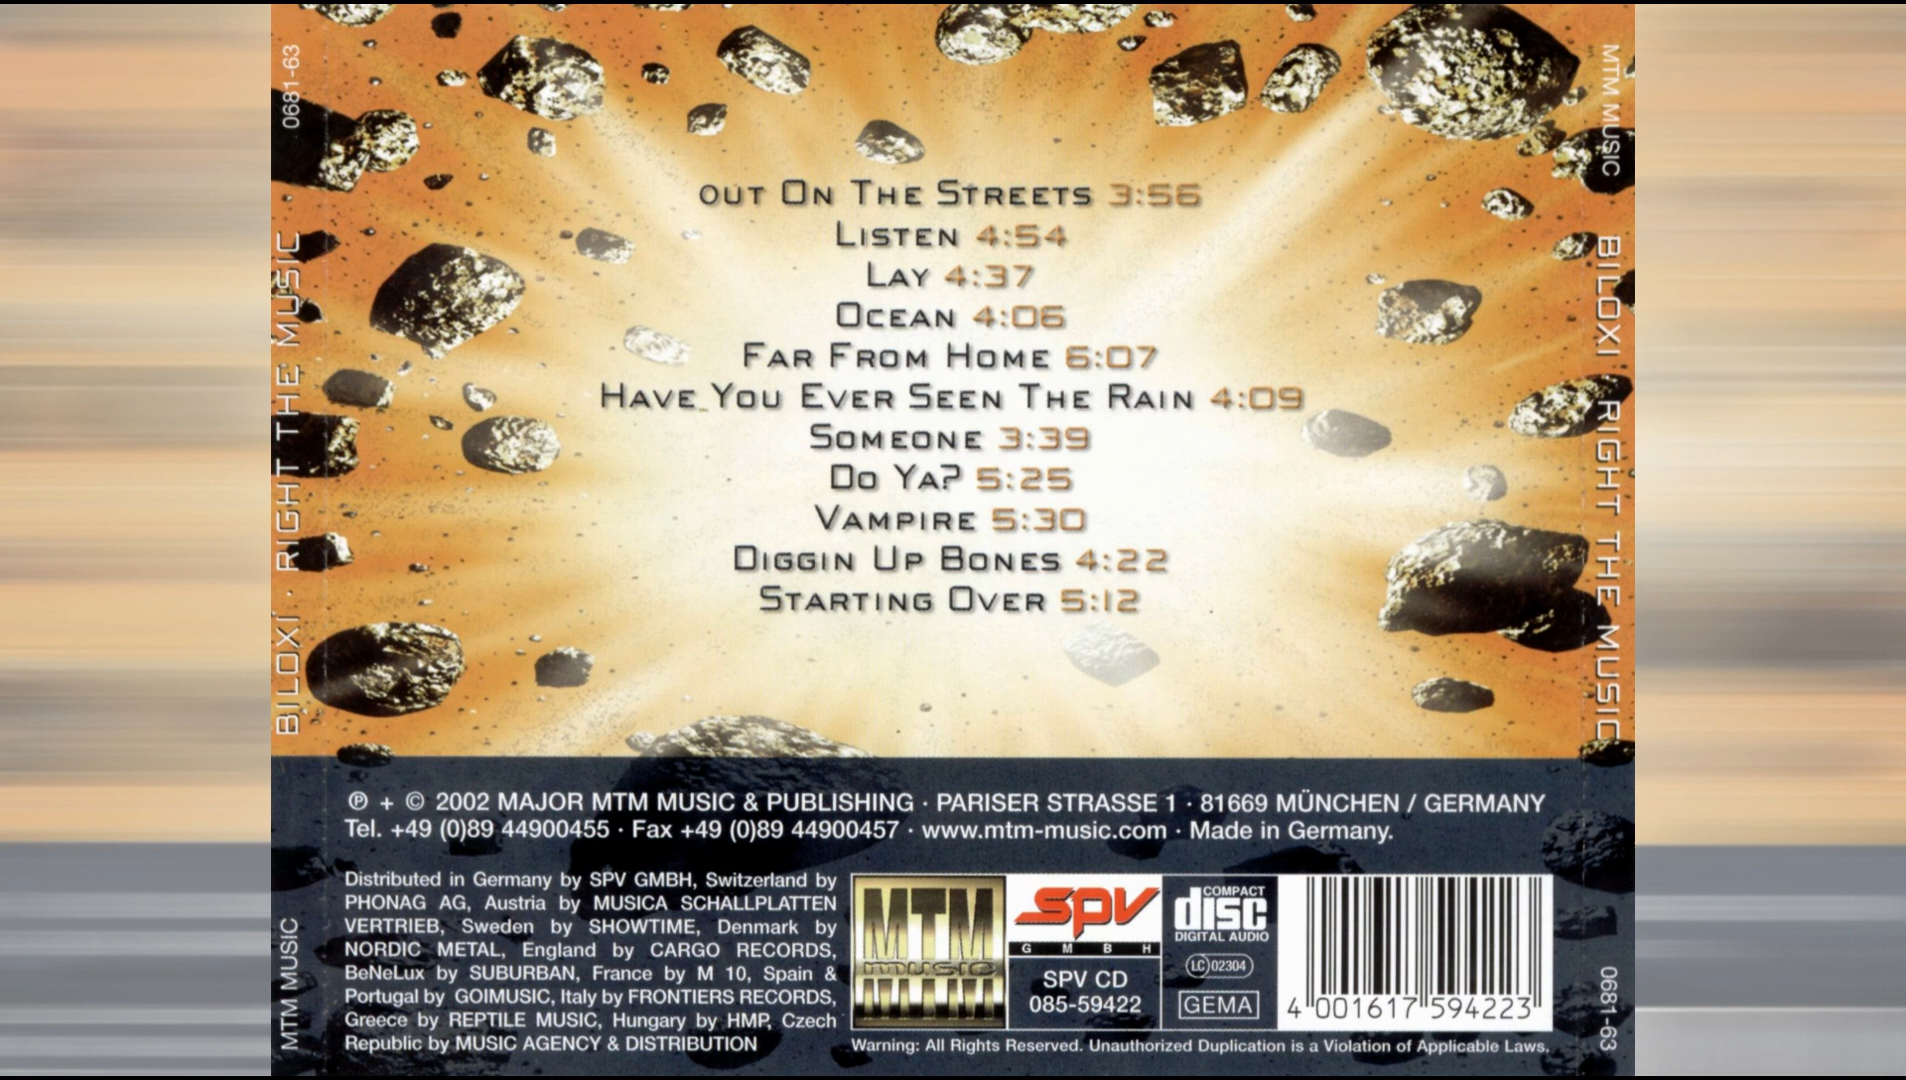 OUT ON THE STREETS 3:56
LISTEN 4:54
LAY 4:37
OCEAN 4:06
FAR FROM HOME 6:07
HAVE YOU EVER SEEN THE RAIN 4:09
SOMEONE 3:39
DO YA? 5:25
VAMPIRE 5:30
DIGGIN UP BONES 4:22
STARTING OVER 5:12
℗ + © 2002 MAJOR MTM MUSIC & PUBLISHING · PARISER STRASSE 1 · 81669 MÜNCHEN / GERMANY
Tel. +49 (0)89 44900455 · Fax +49 (0)89 44900457 · www.mtm-music.com · Made in Germany.
Distributed in Germany by SPV GMBH, Switzerland by
PHONAG AG, Austria by MUSICA SCHALLPLATTEN
VERTRIEB, Sweden by SHOWTIME, Denmark by
NORDIC METAL, England by CARGO RECORDS,
BeNeLux by SUBURBAN, France by M 10, Spain &
Portugal by GOIMUSIC, Italy by FRONTIERS RECORDS,
Greece by REPTILE MUSIC, Hungary by HMP, Czech
Republic by MUSIC AGENCY & DISTRIBUTION
MTM
music
spv
G M B H
SPV CD
085-59422
COMPACT
disc
DIGITAL AUDIO
LC 02304
GEMA
4 001617 594223
Warning: All Rights Reserved. Unauthorized Duplication is a Violation of Applicable Laws.
MTM MUSIC
BILOXI · RIGHT THE MUSIC
0681-63
MTM MUSIC
BILOXI · RIGHT THE MUSIC
0681-63